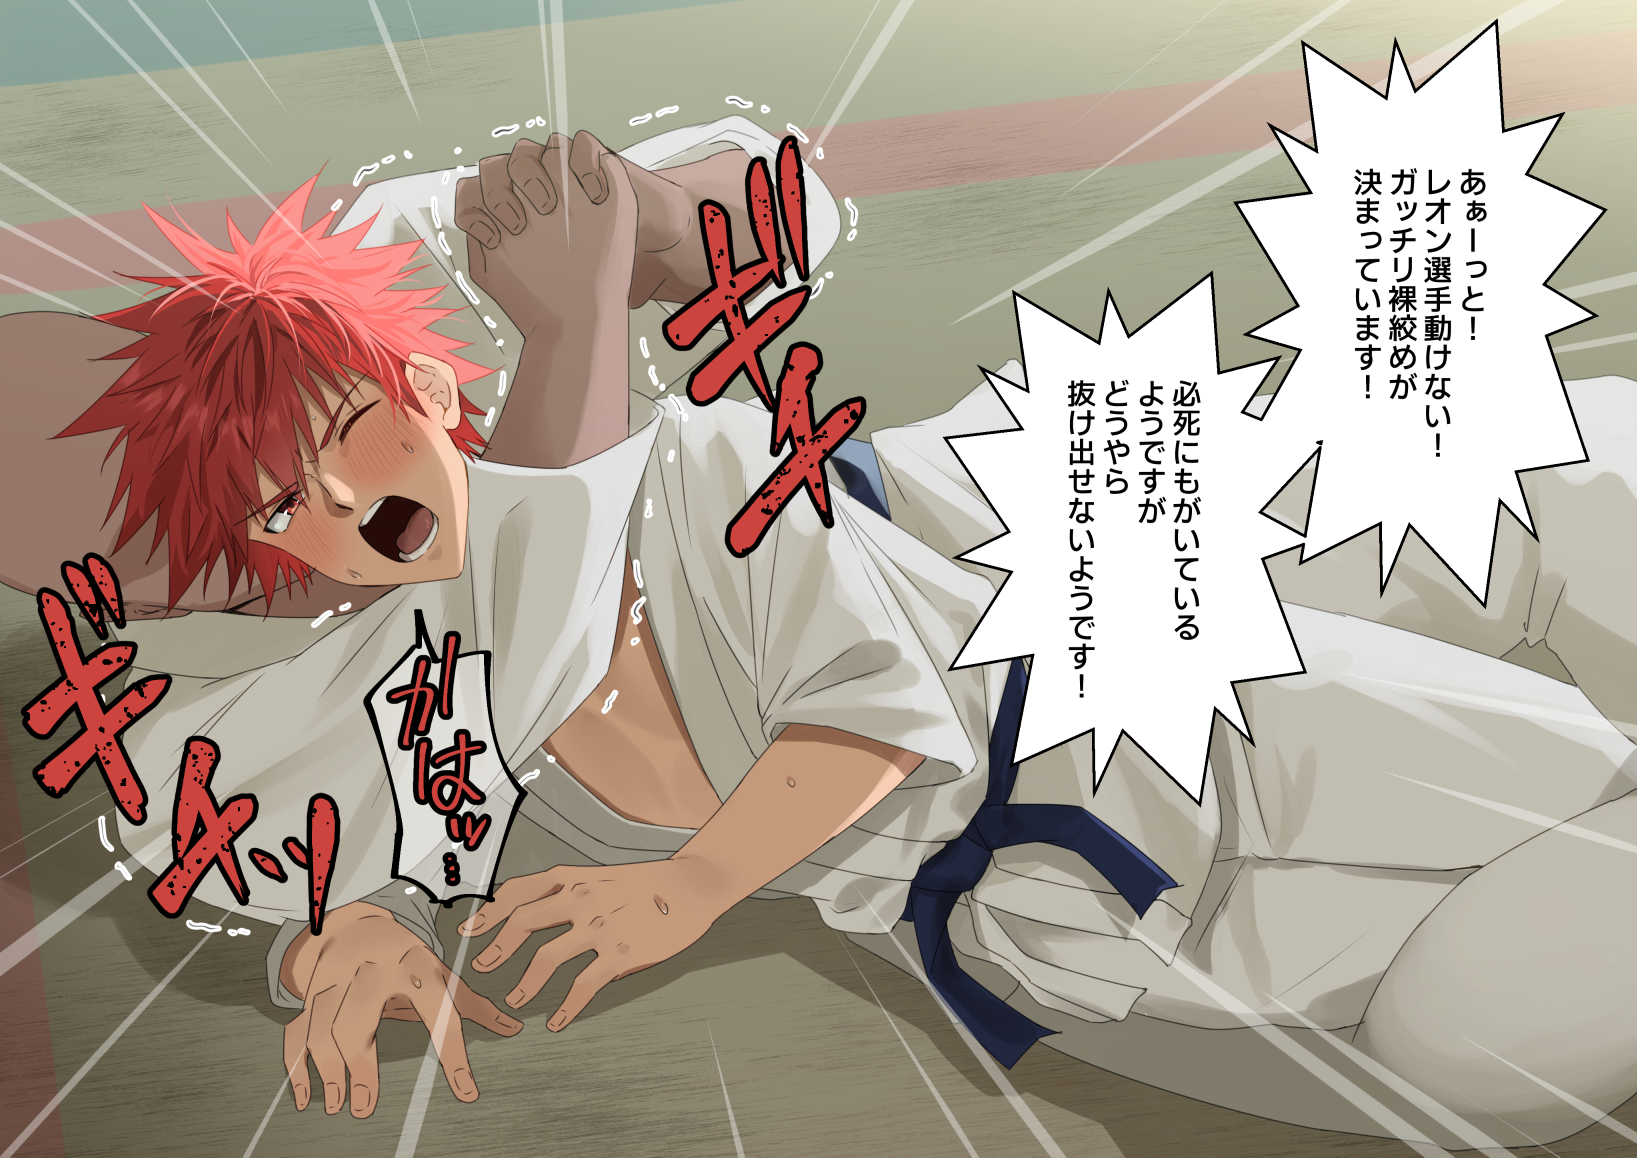 あぁーっと！
レオン選手動けない！
ガッチリ裸絞めが
決まっています！
必死にもがいている
ようですが
どうやら
抜け出せないようです！
ギ
ィ
かはッ…
ギ
ィッ